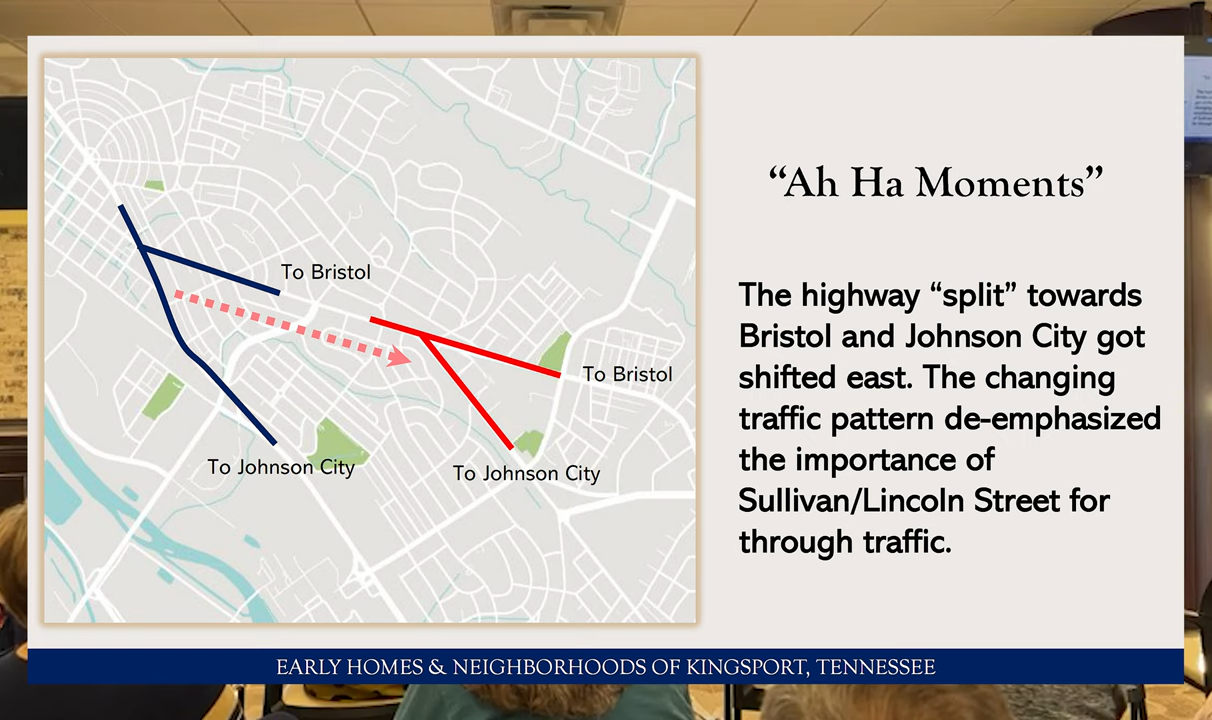 “Ah Ha Moments”
To Bristol
To Bristol
To Johnson City
To Johnson City
The highway “split” towards
Bristol and Johnson City got
shifted east. The changing
traffic pattern de-emphasized
the importance of
Sullivan/Lincoln Street for
through traffic.
EARLY HOMES & NEIGHBORHOODS OF KINGSPORT, TENNESSEE